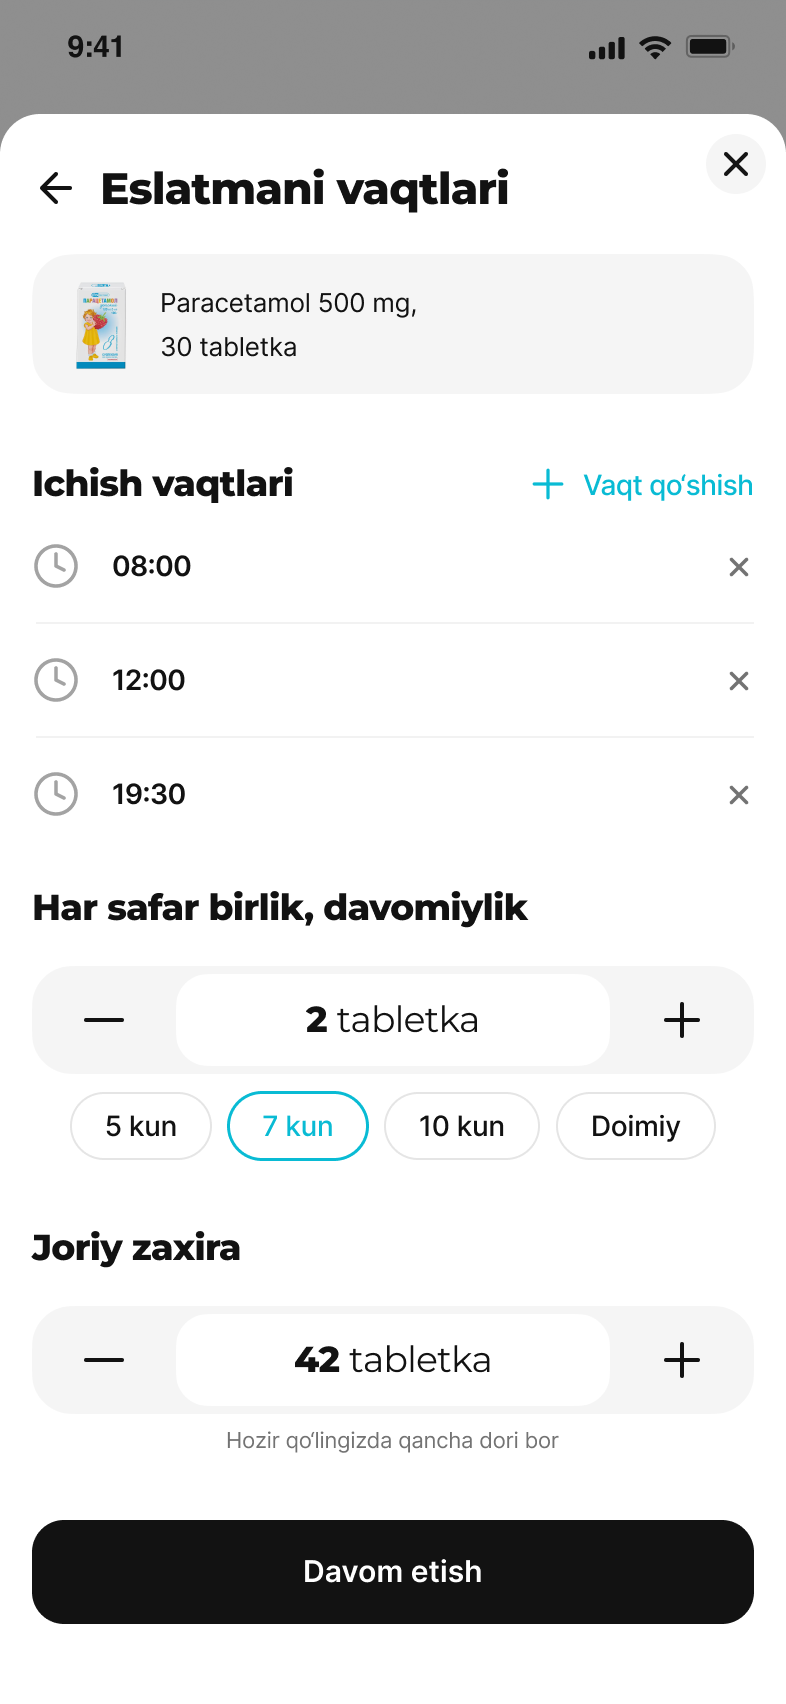 9:41
Eslatmani vaqtlari
ПАРАЦЕТАМОЛ
Paracetamol 500 mg,
30 tabletka
Ichish vaqtlari
Vaqt qo‘shish
08:00
12:00
19:30
Har safar birlik, davomiylik
2 tabletka
5 kun
7 kun
10 kun
Doimiy
Joriy zaxira
42 tabletka
Hozir qo‘lingizda qancha dori bor
Davom etish